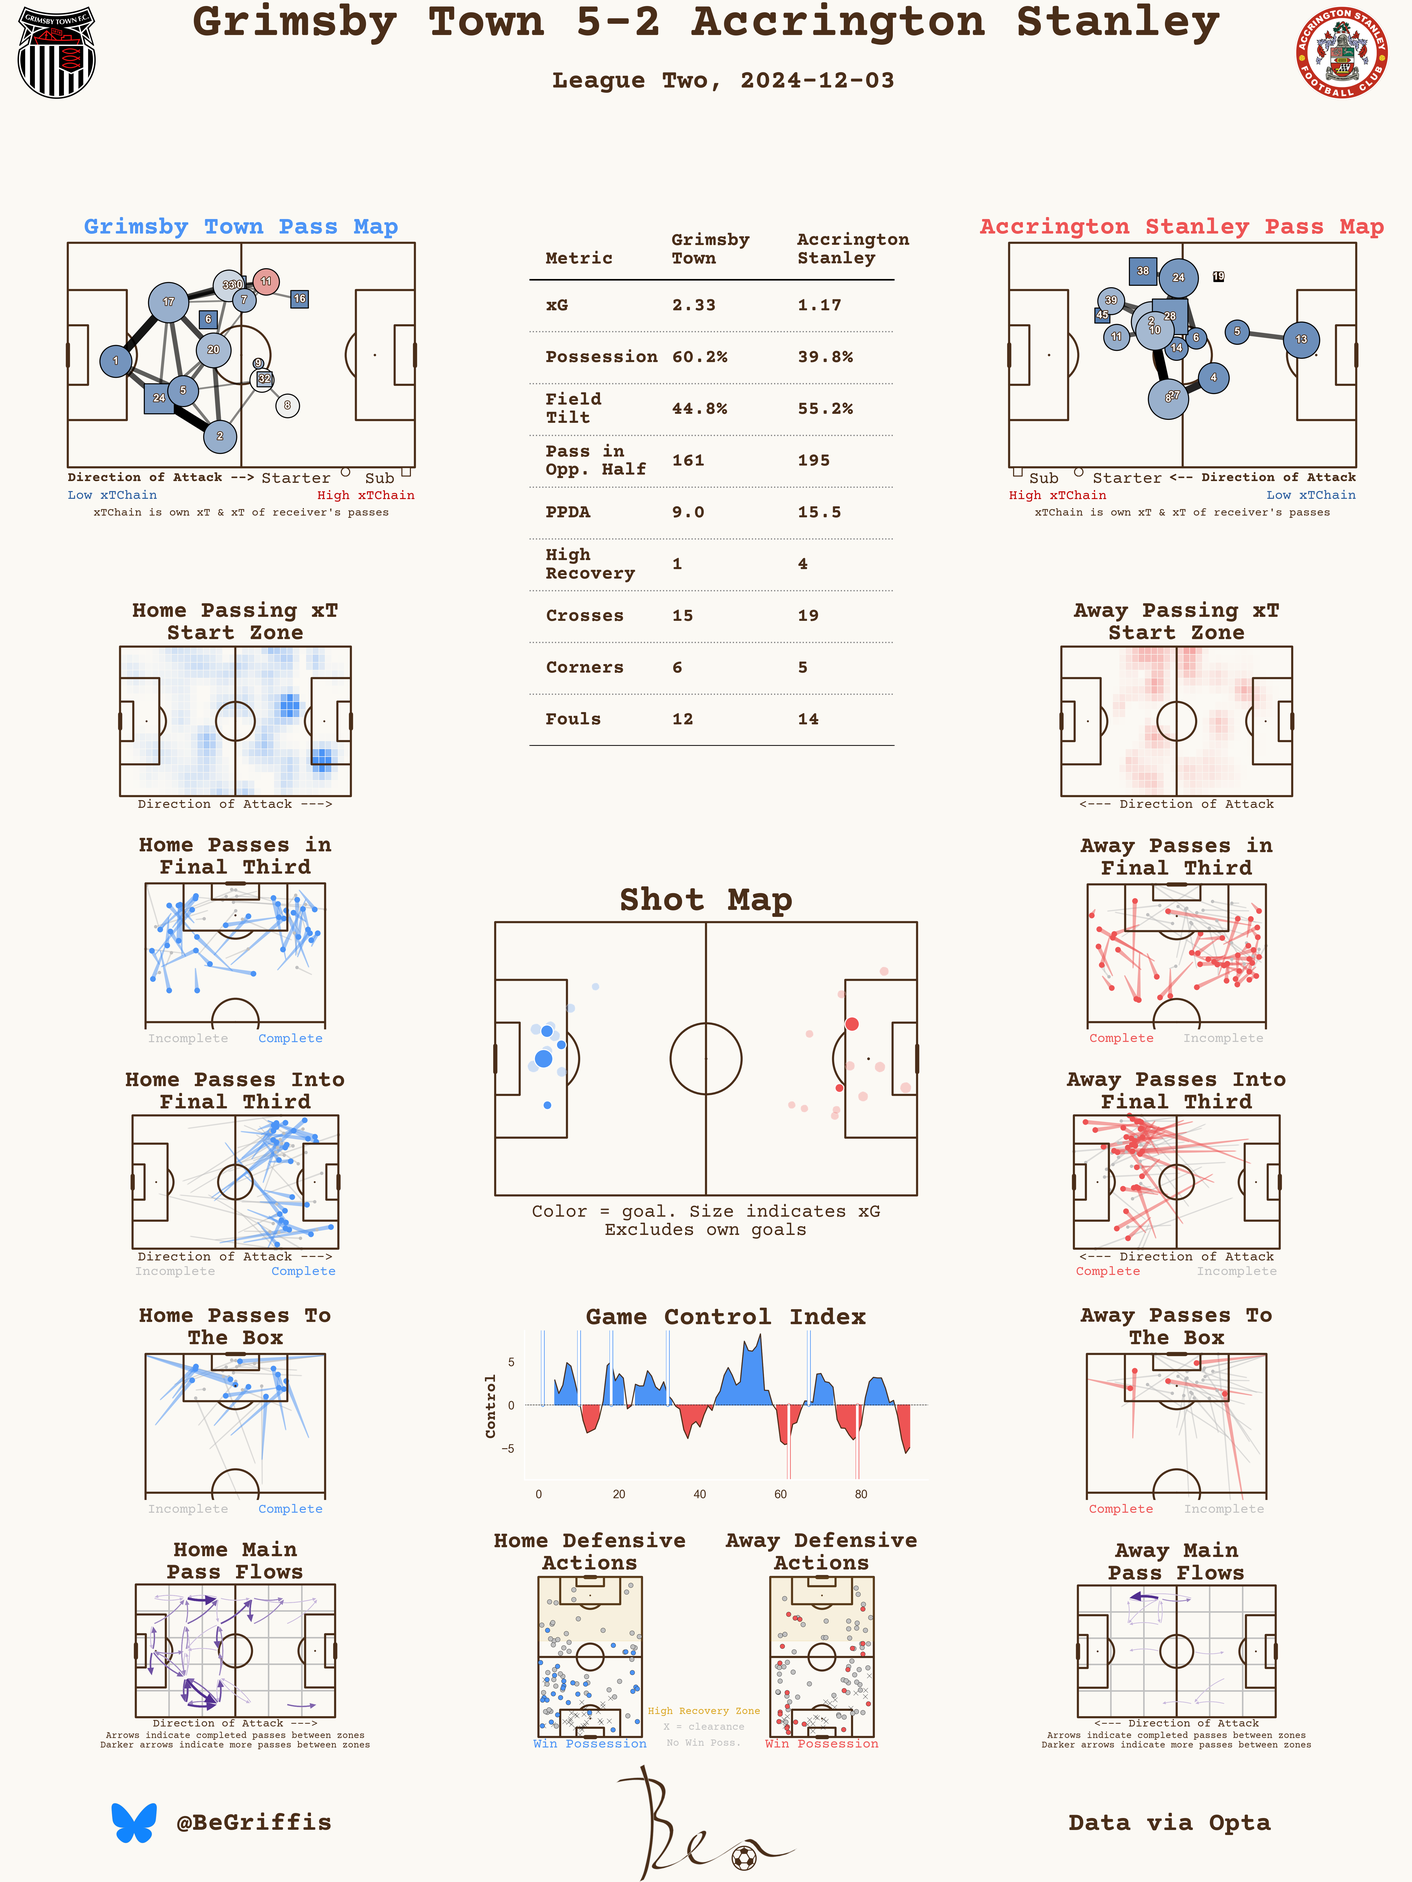 Grimsby Town 5-2 Accrington Stanley
League Two, 2024-12-03
GRIMSBY TOWN F.C.
ACCRINGTON STANLEY
FOOTBALL CLUB
Grimsby Town Pass Map
17
33
30
11
7
16
6
20
1
9
32
24
5
8
2
Direction of Attack --> Starter Sub
Low xTChain High xTChain
xTChain is own xT & xT of receiver's passes
Metric Grimsby Town Accrington Stanley
xG 2.33 1.17
Possession 60.2% 39.8%
Field Tilt 44.8% 55.2%
Pass in Opp. Half 161 195
PPDA 9.0 15.5
High Recovery 1 4
Crosses 15 19
Corners 6 5
Fouls 12 14
Accrington Stanley Pass Map
38
24
19
39
45
2
28
10
11
14
6
5
13
4
8
27
Sub Starter <-- Direction of Attack
High xTChain Low xTChain
xTChain is own xT & xT of receiver's passes
Home Passing xT
Start Zone
Direction of Attack --->
Away Passing xT
Start Zone
<--- Direction of Attack
Home Passes in
Final Third
Incomplete Complete
Shot Map
Color = goal. Size indicates xG
Excludes own goals
Away Passes in
Final Third
Complete Incomplete
Home Passes Into
Final Third
Direction of Attack --->
Incomplete Complete
Away Passes Into
Final Third
<--- Direction of Attack
Complete Incomplete
Home Passes To
The Box
Incomplete Complete
Game Control Index
Control
5
0
−5
0 20 40 60 80
Away Passes To
The Box
Complete Incomplete
Home Main
Pass Flows
Direction of Attack --->
Arrows indicate completed passes between zones
Darker arrows indicate more passes between zones
Home Defensive
Actions
Win Possession
High Recovery Zone
X = clearance
No Win Poss.
Away Defensive
Actions
Win Possession
Away Main
Pass Flows
<--- Direction of Attack
Arrows indicate completed passes between zones
Darker arrows indicate more passes between zones
@BeGriffis
Ben
Data via Opta